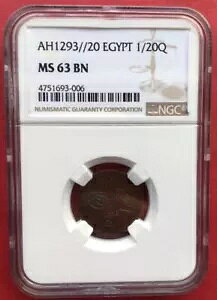 AH1293//20 EGYPT 1/20Q
MS 63 BN
4751693-006
NUMISMATIC GUARANTY CORPORATION
NGC